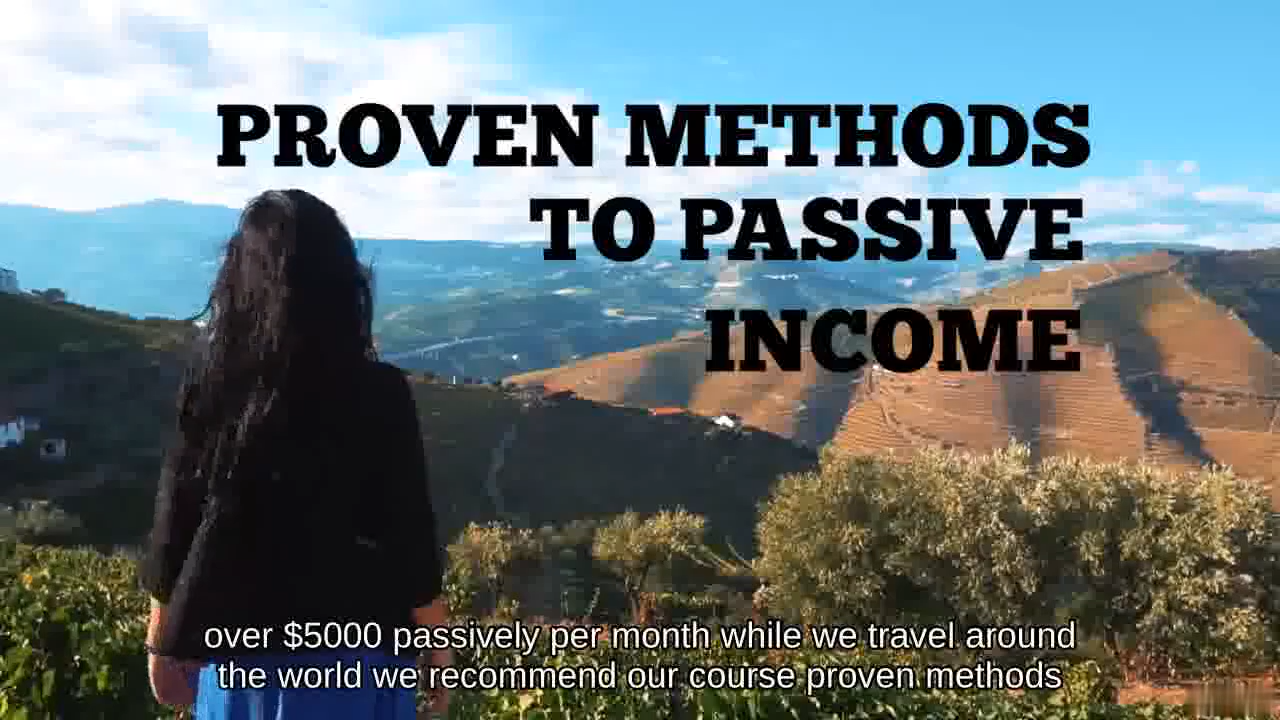 PROVEN METHODS
TO PASSIVE
INCOME
over $5000 passively per month while we travel around
the world we recommend our course proven methods